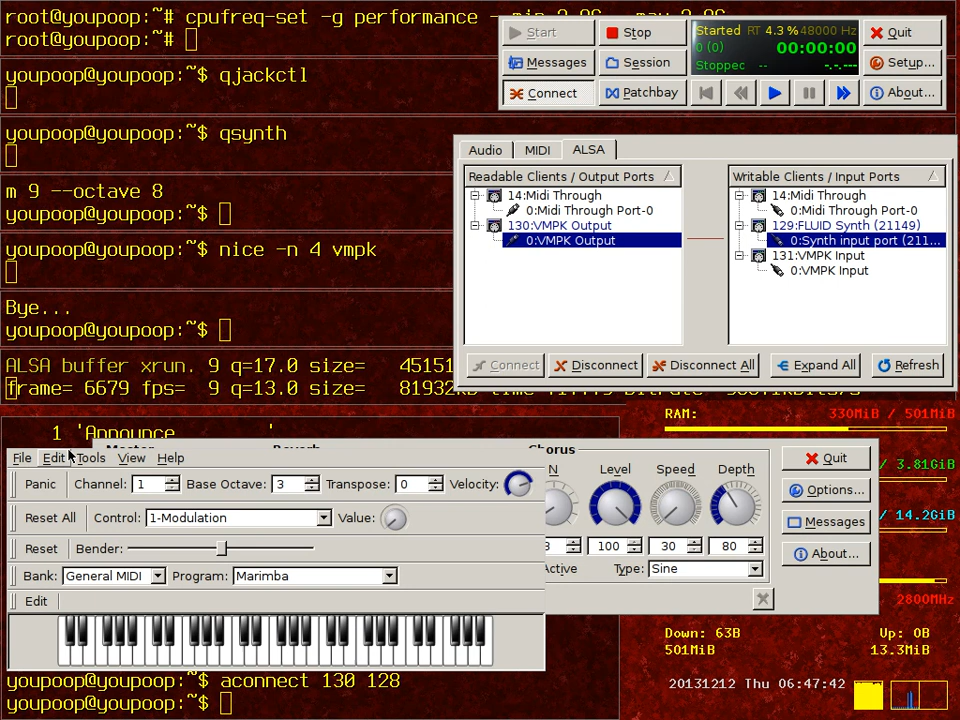 root@youpoop:~# cpufreq-set -g performance
root@youpoop:~#
Start
Stop
Started RT 4.3 % 48000 Hz
0 (0) 00:00:00
Stopped -- -.-.---
Quit
Messages
Session
Setup...
Connect
Patchbay
About...
youpoop@youpoop:~$ qjackctl
youpoop@youpoop:~$ qsynth
m 9 --octave 8
youpoop@youpoop:~$
youpoop@youpoop:~$ nice -n 4 vmpk
Bye...
youpoop@youpoop:~$
ALSA buffer xrun. 9 q=17.0 size= 45151
frame= 6679 fps= 9 q=13.0 size= 81932
Audio MIDI ALSA
Readable Clients / Output Ports
14:Midi Through
0:Midi Through Port-0
130:VMPK Output
0:VMPK Output
Writable Clients / Input Ports
14:Midi Through
0:Midi Through Port-0
129:FLUID Synth (21149)
0:Synth input port (211...
131:VMPK Input
0:VMPK Input
Connect
Disconnect
Disconnect All
Expand All
Refresh
RAM: 330MiB / 501MiB
/ 3.81GiB
/ 14.2GiB
2800MHz
Down: 63B Up: 0B
501MiB 13.3MiB
20131212 Thu 06:47:42
1 'Announce '
Chorus
N Level Speed Depth
3 100 30 80
Active Type: Sine
Quit
Options...
Messages
About...
File Edit Tools View Help
Panic Channel: 1 Base Octave: 3 Transpose: 0 Velocity:
Reset All Control: 1-Modulation Value:
Reset Bender:
Bank: General MIDI Program: Marimba
Edit
youpoop@youpoop:~$ aconnect 130 128
youpoop@youpoop:~$